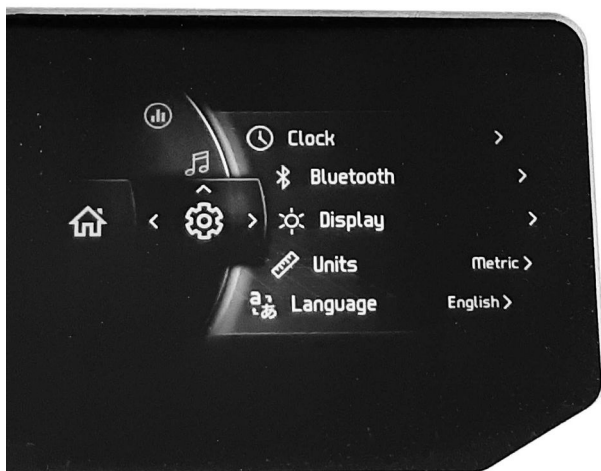 Clock
Bluetooth
Display
Units Metric
Language English